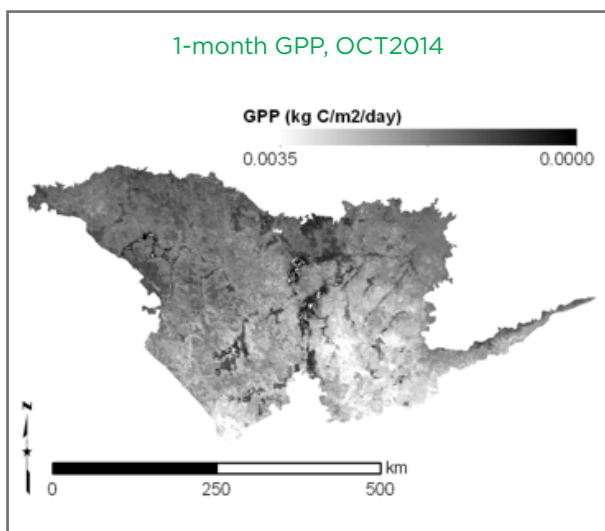 1-month GPP, OCT2014
GPP (kg C/m2/day)
0.0035 0.0000
N
km
0 250 500